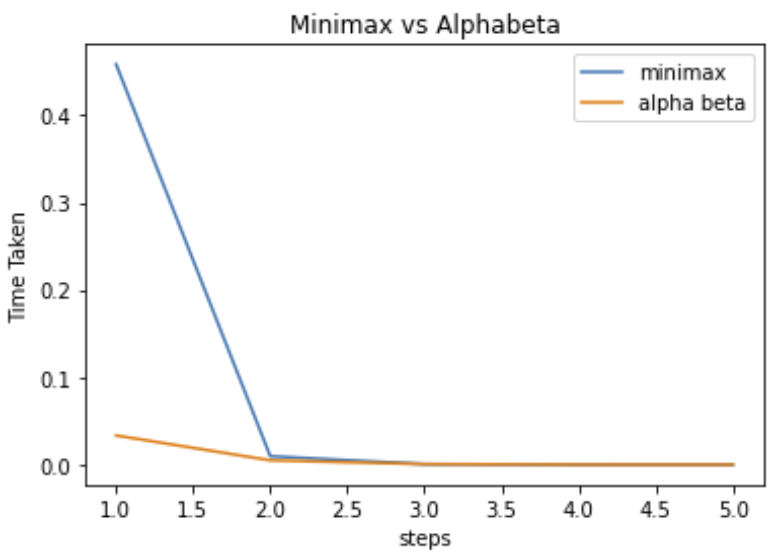 Minimax vs Alphabeta
minimax
alpha beta
Time Taken
0.4
0.3
0.2
0.1
0.0
1.0 1.5 2.0 2.5 3.0 3.5 4.0 4.5 5.0
steps